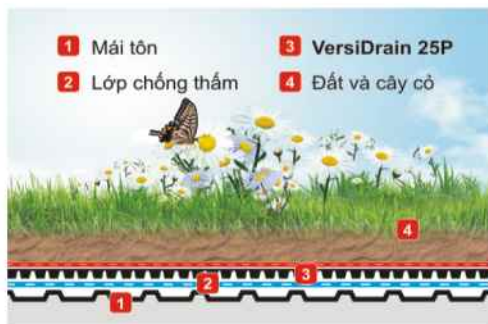 1 Mái tôn
2 Lớp chống thấm
3 VersiDrain 25P
4 Đất và cây cỏ
4
3
2
1